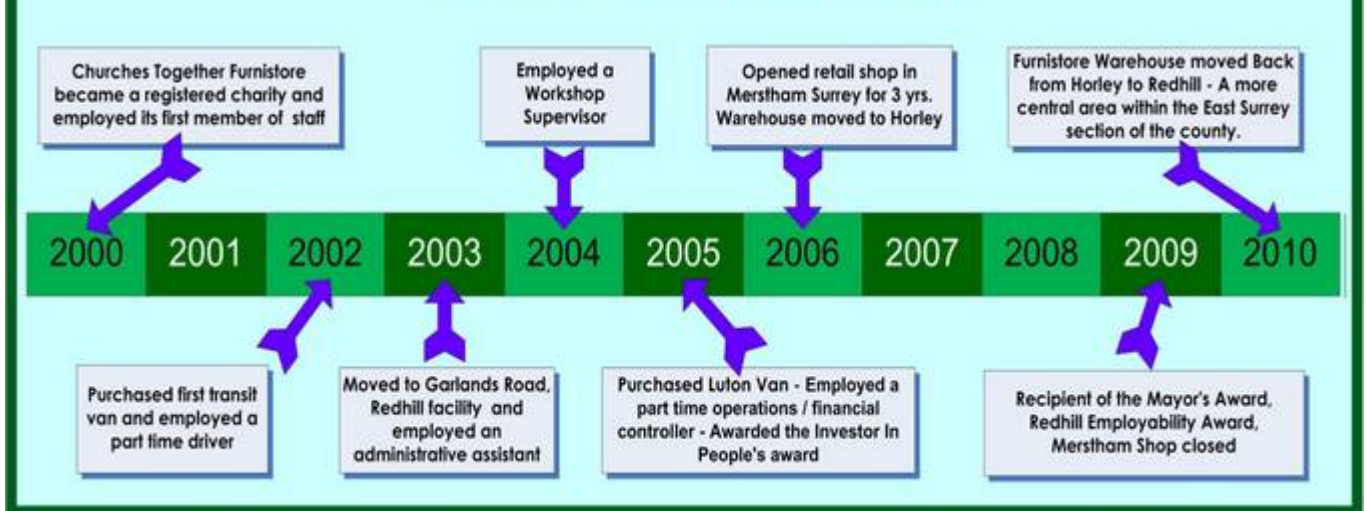 Churches Together Furnistore
became a registered charity and
employed its first member of staff
Employed a
Workshop
Supervisor
Opened retail shop in
Merstham Surrey for 3 yrs.
Warehouse moved to Horley
Furnistore Warehouse moved Back
from Horley to Redhill - A more
central area within the East Surrey
section of the county.
2000 2001 2002 2003 2004 2005 2006 2007 2008 2009 2010
Purchased first transit
van and employed a
part time driver
Moved to Garlands Road,
Redhill facility and
employed an
administrative assistant
Purchased Luton Van - Employed a
part time operations / financial
controller - Awarded the Investor In
People's award
Recipient of the Mayor's Award,
Redhill Employability Award,
Merstham Shop closed